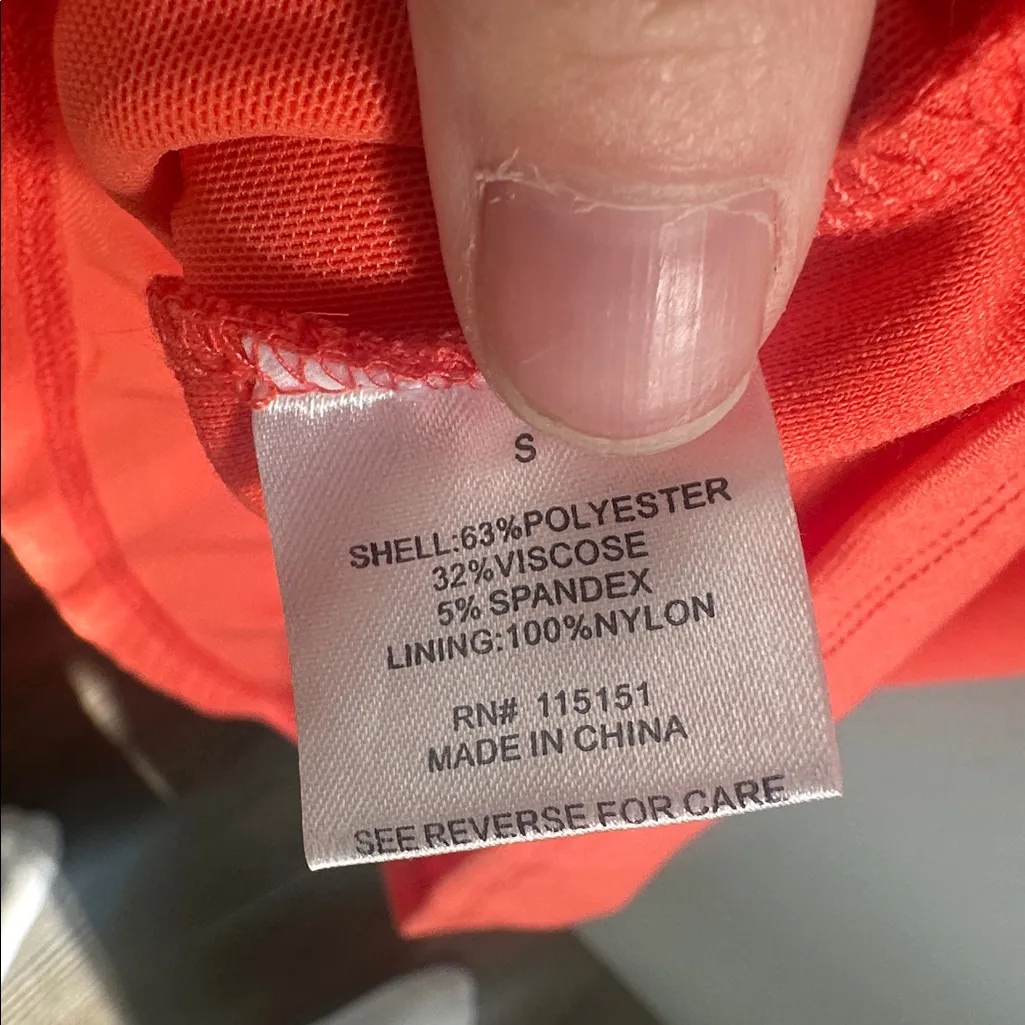 S
SHELL:63%POLYESTER
32%VISCOSE
5% SPANDEX
LINING:100%NYLON
RN# 115151
MADE IN CHINA
SEE REVERSE FOR CARE